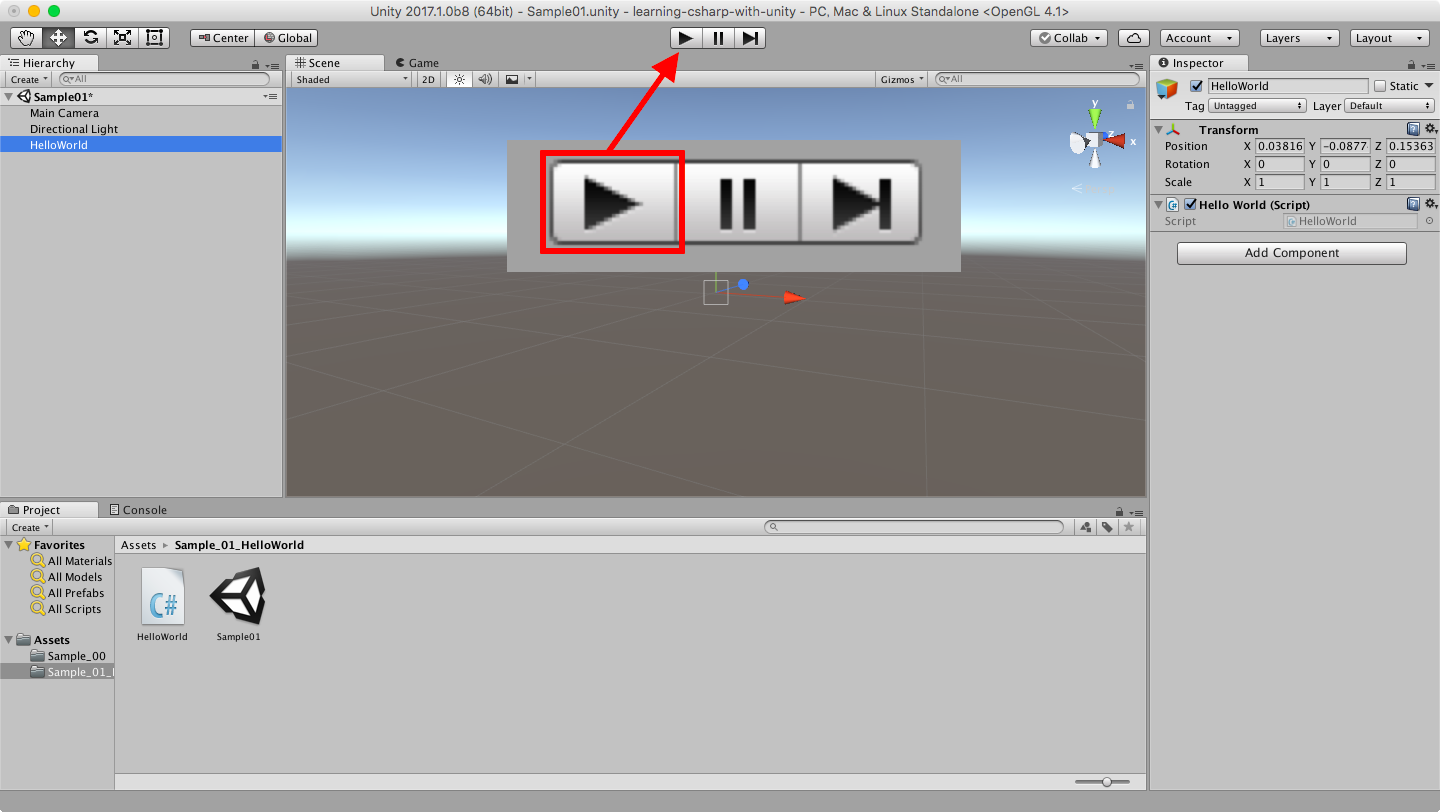 Unity 2017.1.0b8 (64bit) - Sample01.unity - learning-csharp-with-unity - PC, Mac & Linux Standalone <OpenGL 4.1>
Center Global Collab Account Layers Layout
Hierarchy
Create All
Sample01*
Main Camera
Directional Light
HelloWorld
Scene Game
Shaded 2D Gizmos All
y
z
x
Inspector
HelloWorld Static
Tag Untagged Layer Default
Transform
Position X 0.03816 Y -0.0877 Z 0.15363
Rotation X 0 Y 0 Z 0
Scale X 1 Y 1 Z 1
C# Hello World (Script)
Script HelloWorld
Add Component
Project Console
Create
Favorites
All Materials
All Models
All Prefabs
All Scripts
Assets
Sample_00
Sample_01_
Assets Sample_01_HelloWorld
C#
HelloWorld Sample01